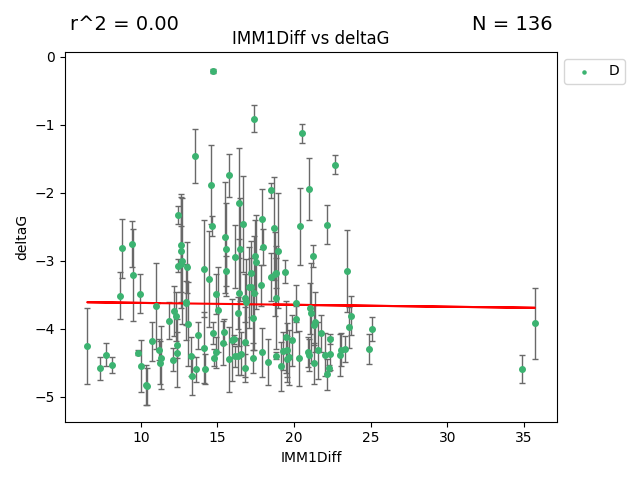 r^2 = 0.00
N = 136
IMM1Diff vs deltaG
D
deltaG
0
−1
−2
−3
−4
−5
10 15 20 25 30 35
IMM1Diff